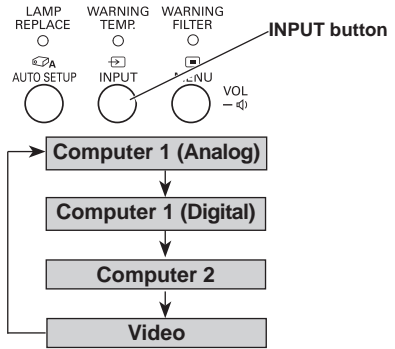 LAMP REPLACE
WARNING TEMP.
WARNING FILTER
INPUT button
A
AUTO SETUP
INPUT
MENU
VOL
Computer 1 (Analog)
Computer 1 (Digital)
Computer 2
Video